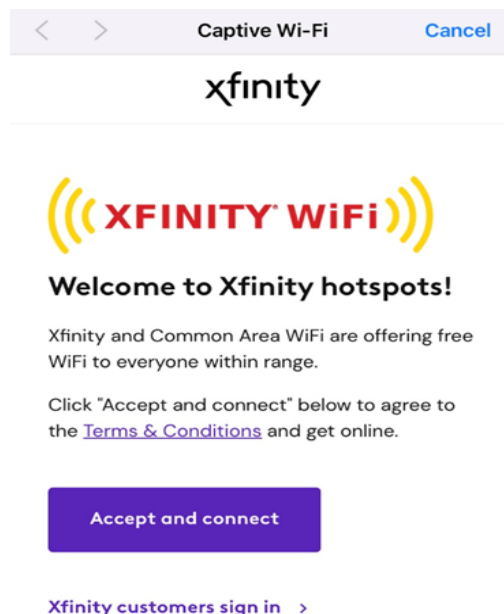 Captive Wi-Fi
Cancel
xfinity
XFINITY® WiFi
Welcome to Xfinity hotspots!
Xfinity and Common Area WiFi are offering free
WiFi to everyone within range.
Click "Accept and connect" below to agree to
the Terms & Conditions and get online.
Accept and connect
Xfinity customers sign in >